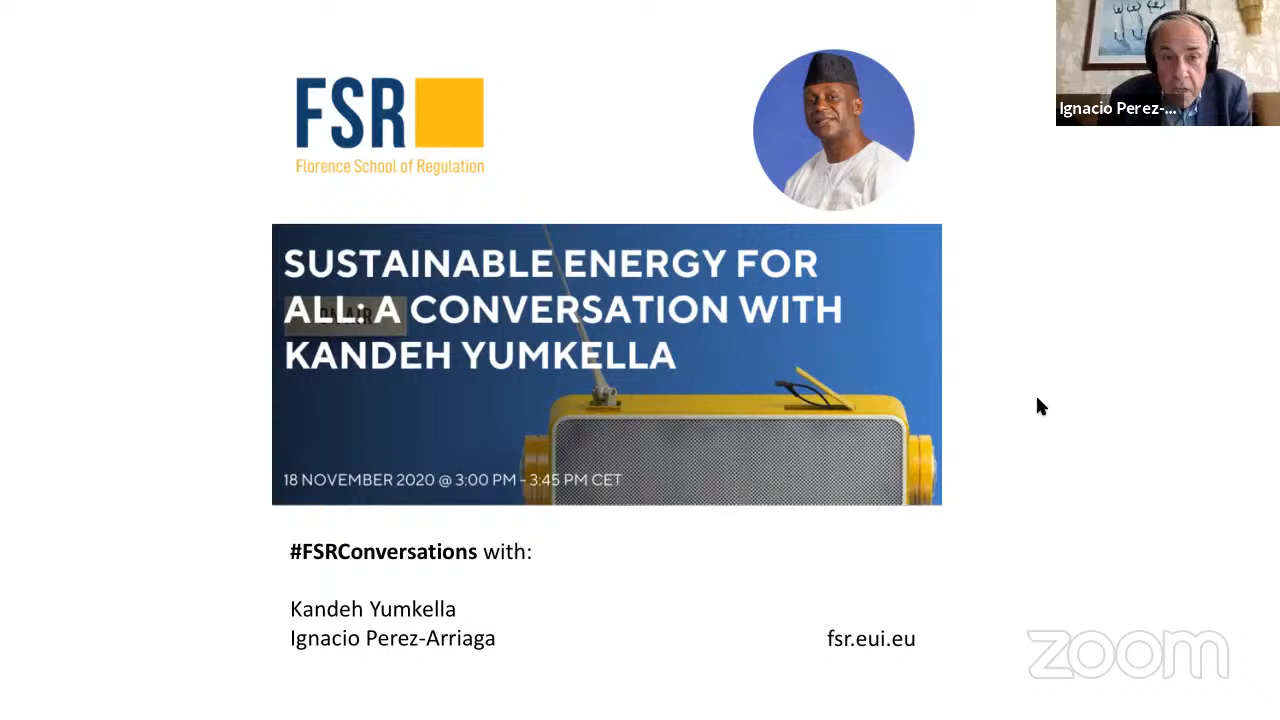 FSR
Florence School of Regulation
Ignacio Perez-...
SUSTAINABLE ENERGY FOR
ALL: A CONVERSATION WITH
KANDEH YUMKELLA
18 NOVEMBER 2020 @ 3:00 PM - 3:45 PM CET
#FSRConversations with:
Kandeh Yumkella
Ignacio Perez-Arriaga
fsr.eui.eu
zoom